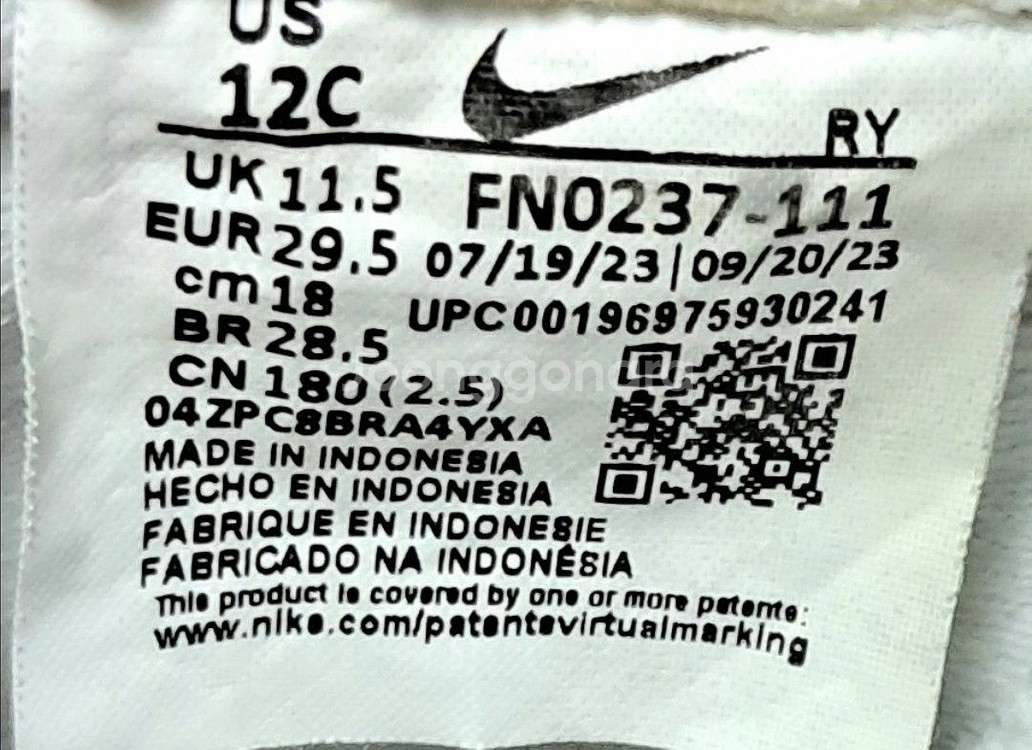 US
12C
RY
UK 11.5 FN0237-111
EUR 29.5 07/19/23 | 09/20/23
cm 18 UPC 00196975930241
BR 28.5
CN 180 (2.5)
joonggonara
04ZPC8BRA4YXA
MADE IN INDONESIA
HECHO EN INDONESIA
FABRIQUE EN INDONESIE
FABRICADO NA INDONÉSIA
This product is covered by one or more patents:
www.nike.com/patentsvirtualmarking